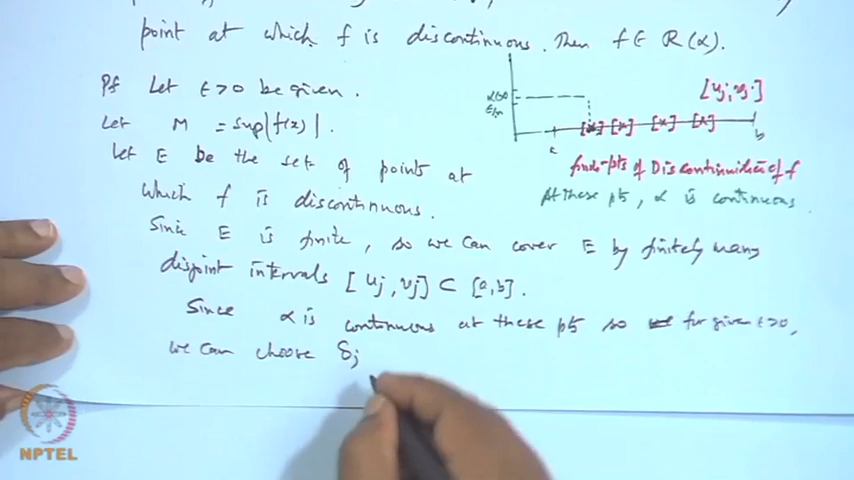 point at which f is discontinuous. Then f ∈ R(α).
Pf Let ε>0 be given.
Let M = sup|f(x)|.
Let E be the set of points at
which f is discontinuous.
Since E is finite, so we can cover E by finitely many
disjoint intervals [uj, vj] ⊂ [a,b].
Since α is continuous at these pts so for given ε>0,
we can choose δj
[uj, vj]
[x] [x] [x] [x]
b
finite-pts of Discontinuities of f
At these pts, α is continuous
NPTEL